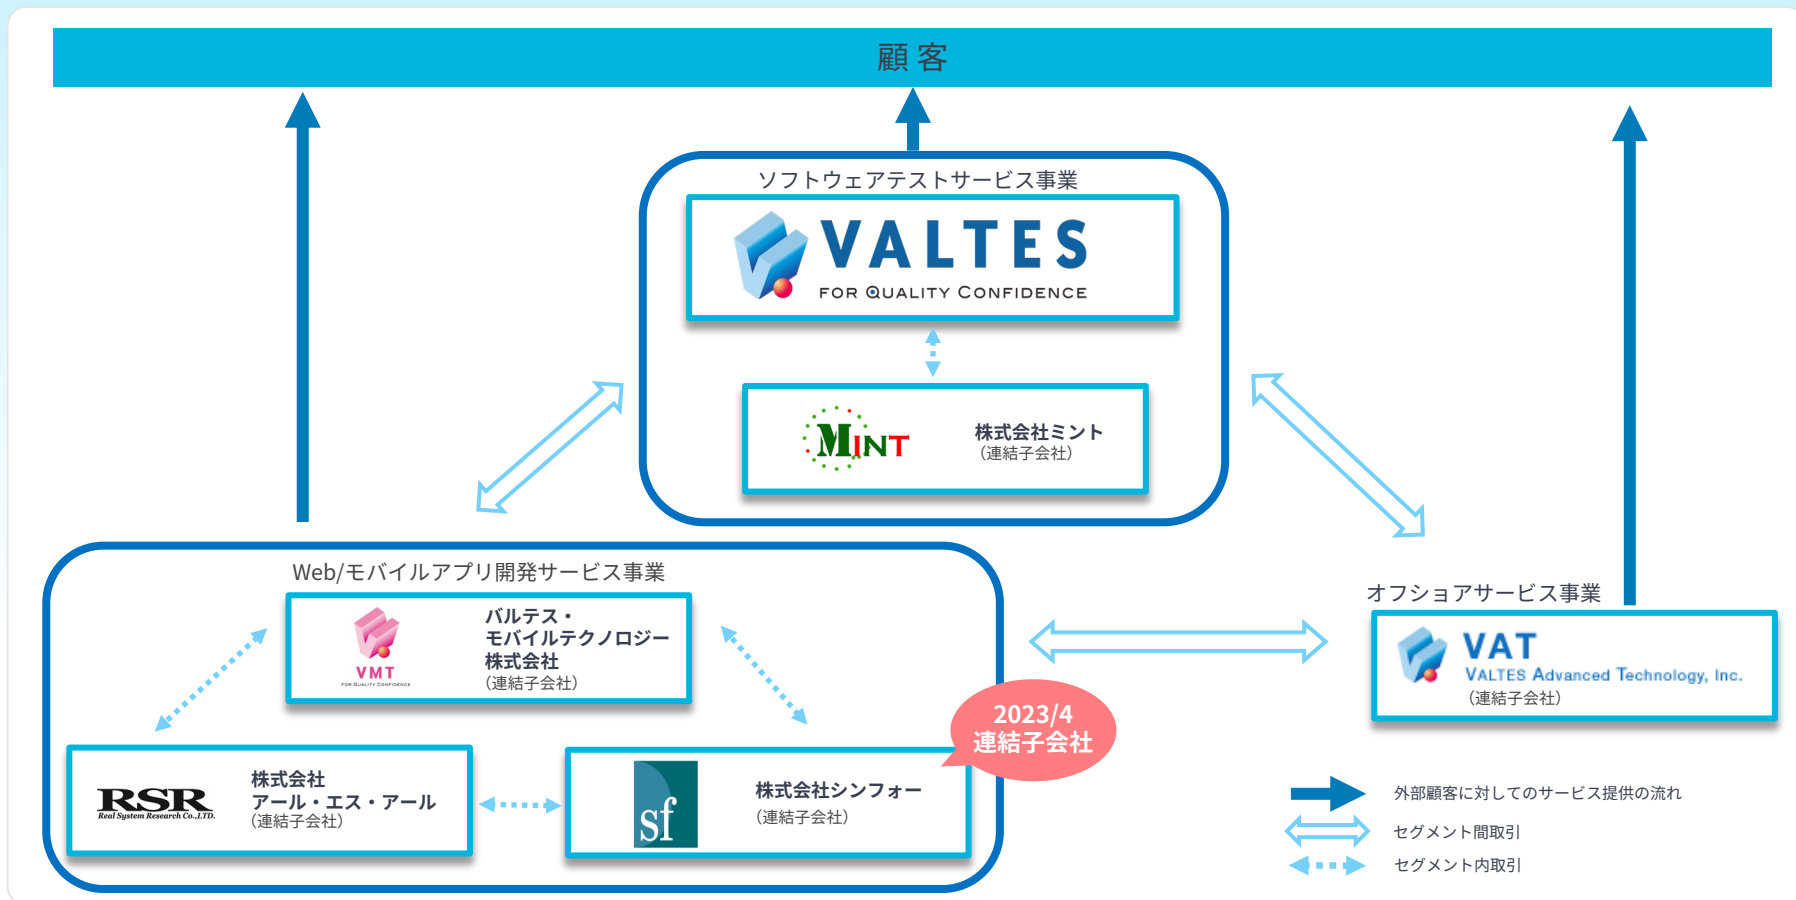 顧客
ソフトウェアテストサービス事業
VALTES
FOR QUALITY CONFIDENCE
MINT
株式会社ミント
（連結子会社）
Web/モバイルアプリ開発サービス事業
VMT
FOR QUALITY CONFIDENCE
バルテス・
モバイルテクノロジー
株式会社
（連結子会社）
オフショアサービス事業
VAT
VALTES Advanced Technology, Inc.
（連結子会社）
2023/4
連結子会社
RSR
Real System Research Co.,LTD.
株式会社
アール・エス・アール
（連結子会社）
sf
株式会社シンフォー
（連結子会社）
外部顧客に対してのサービス提供の流れ
セグメント間取引
セグメント内取引